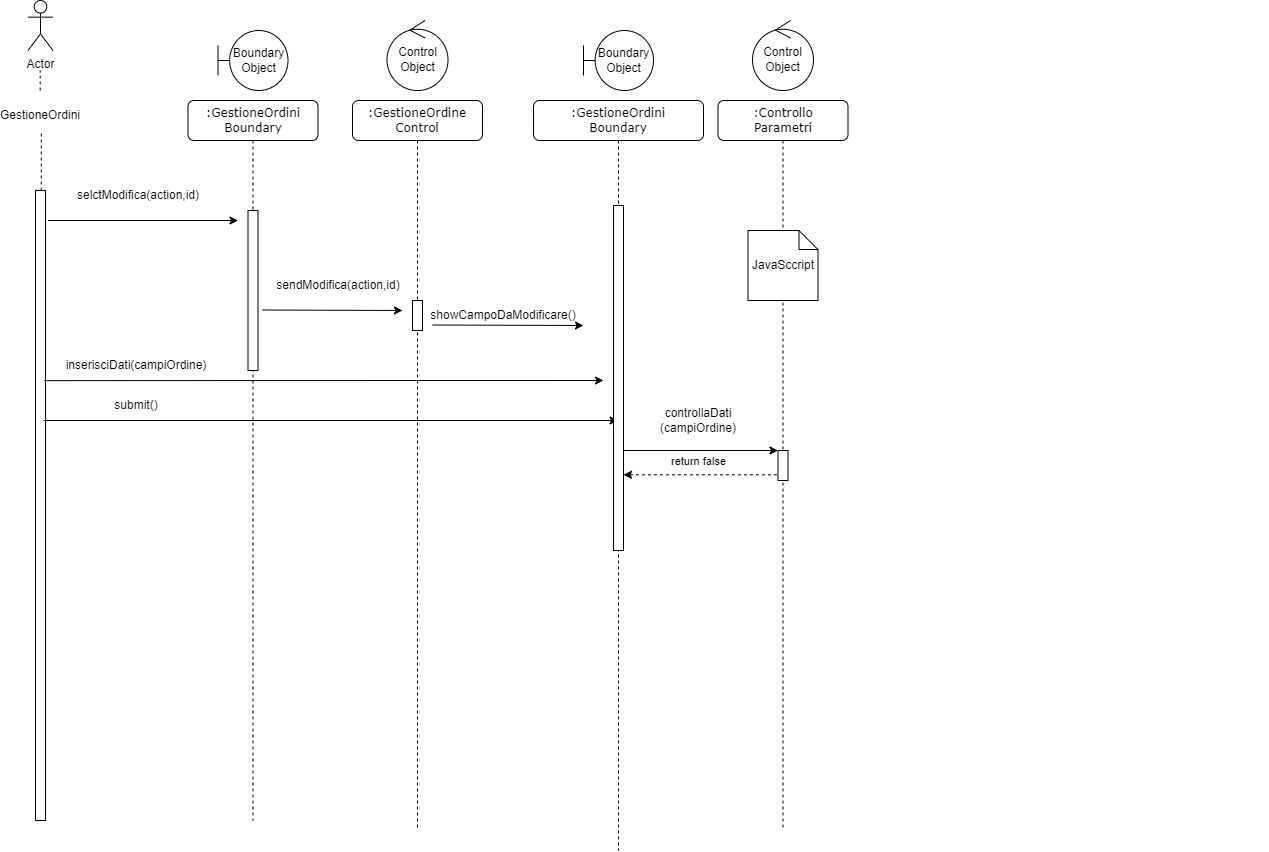 Actor
GestioneOrdini
Boundary
Object
Control
Object
Boundary
Object
Control
Object
:GestioneOrdini
Boundary
:GestioneOrdine
Control
:GestioneOrdini
Boundary
:Controllo
Parametri
selctModifica(action,id)
JavaSccript
sendModifica(action,id)
showCampoDaModificare()
inserisciDati(campiOrdine)
submit()
controllaDati
(campiOrdine)
return false